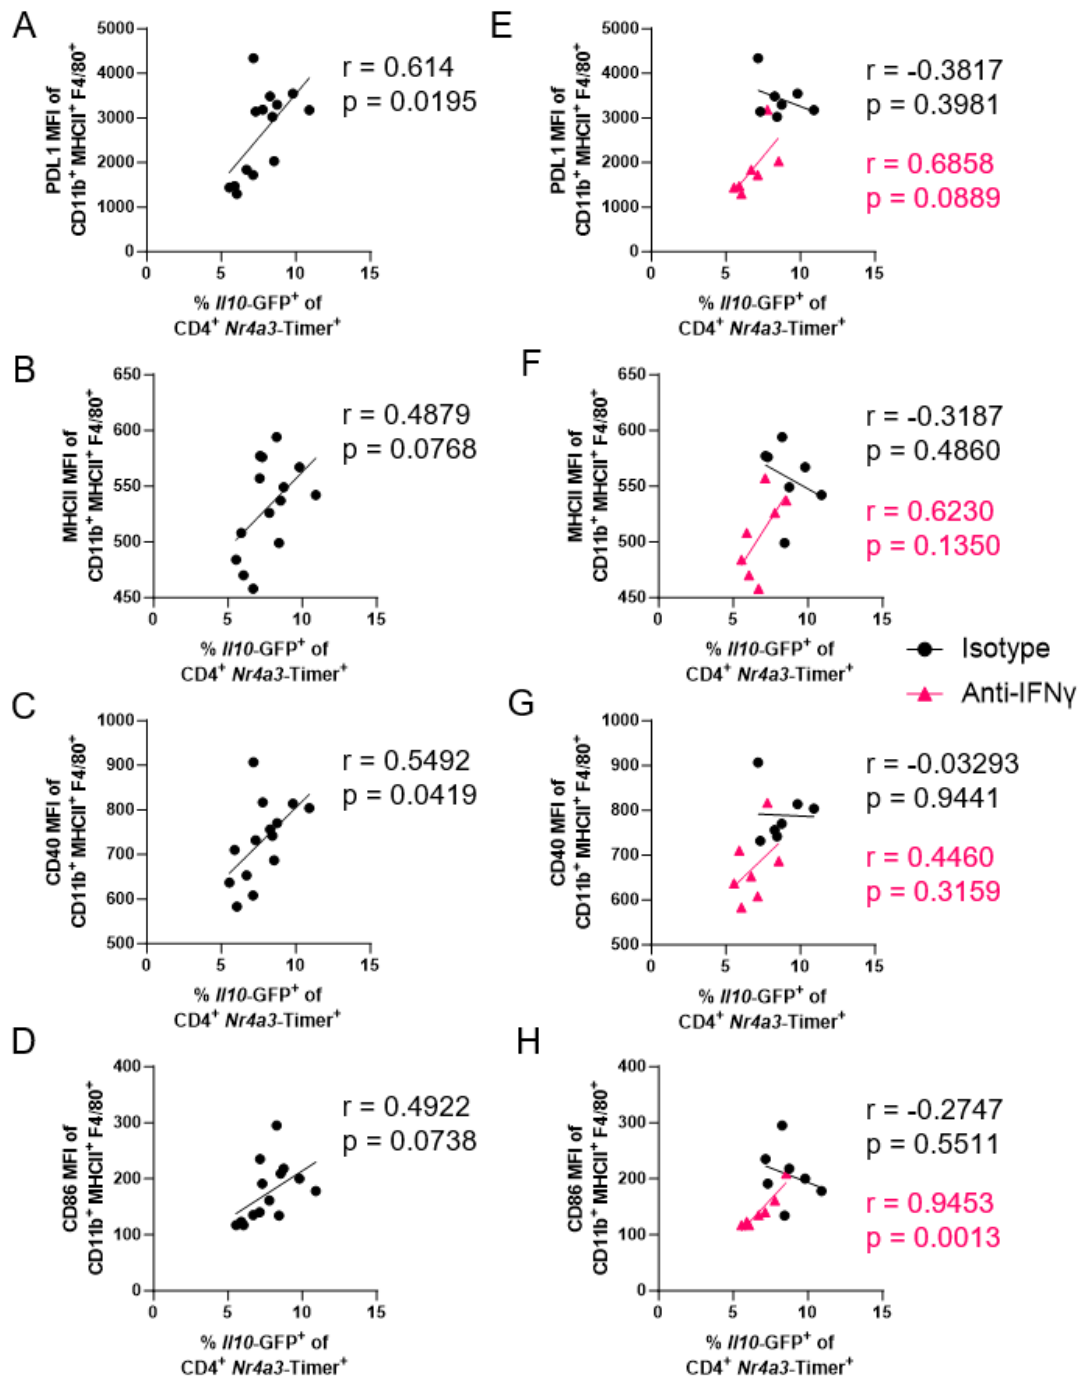 A
PDL1 MFI of
CD11b⁺ MHCII⁺ F4/80⁺
5000
4000
3000
2000
1000
0
0 5 10 15
% Il10-GFP⁺ of
CD4⁺ Nr4a3-Timer⁺
r = 0.614
p = 0.0195
E
PDL1 MFI of
CD11b⁺ MHCII⁺ F4/80⁺
5000
4000
3000
2000
1000
0
0 5 10 15
% Il10-GFP⁺ of
CD4⁺ Nr4a3-Timer⁺
r = -0.3817
p = 0.3981
r = 0.6858
p = 0.0889
B
MHCII MFI of
CD11b⁺ MHCII⁺ F4/80⁺
650
600
550
500
450
0 5 10 15
% Il10-GFP⁺ of
CD4⁺ Nr4a3-Timer⁺
r = 0.4879
p = 0.0768
F
MHCII MFI of
CD11b⁺ MHCII⁺ F4/80⁺
650
600
550
500
450
0 5 10 15
% Il10-GFP⁺ of
CD4⁺ Nr4a3-Timer⁺
r = -0.3187
p = 0.4860
r = 0.6230
p = 0.1350
Isotype
Anti-IFNγ
C
CD40 MFI of
CD11b⁺ MHCII⁺ F4/80⁺
1000
900
800
700
600
500
0 5 10 15
% Il10-GFP⁺ of
CD4⁺ Nr4a3-Timer⁺
r = 0.5492
p = 0.0419
G
CD40 MFI of
CD11b⁺ MHCII⁺ F4/80⁺
1000
900
800
700
600
500
0 5 10 15
% Il10-GFP⁺ of
CD4⁺ Nr4a3-Timer⁺
r = -0.03293
p = 0.9441
r = 0.4460
p = 0.3159
D
CD86 MFI of
CD11b⁺ MHCII⁺ F4/80⁺
400
300
200
100
0
0 5 10 15
% Il10-GFP⁺ of
CD4⁺ Nr4a3-Timer⁺
r = 0.4922
p = 0.0738
H
CD86 MFI of
CD11b⁺ MHCII⁺ F4/80⁺
400
300
200
100
0
0 5 10 15
% Il10-GFP⁺ of
CD4⁺ Nr4a3-Timer⁺
r = -0.2747
p = 0.5511
r = 0.9453
p = 0.0013